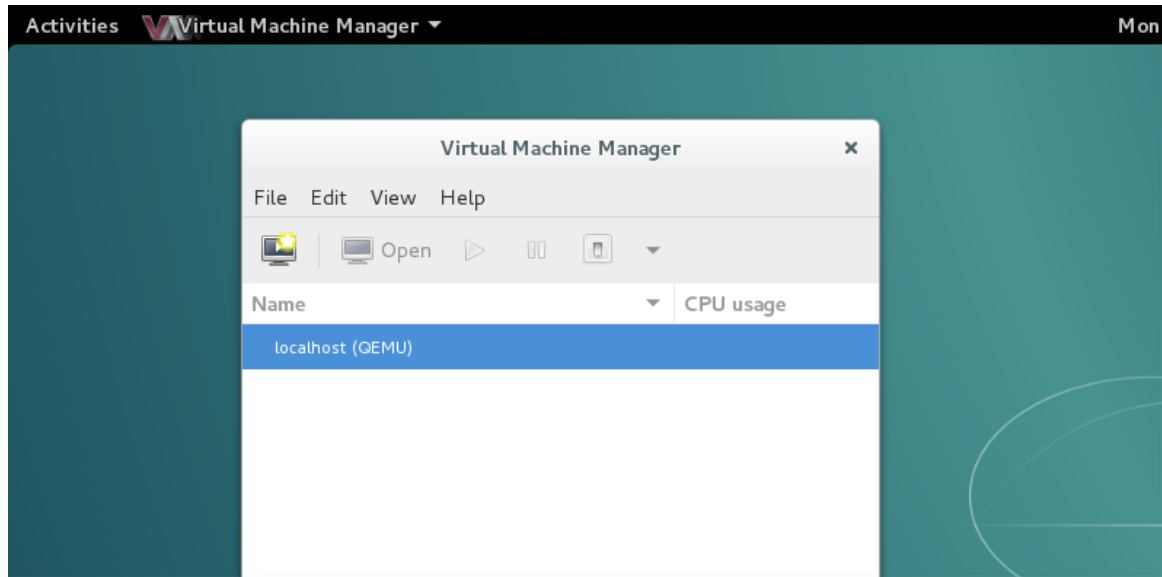 Activities Virtual Machine Manager Mon
Virtual Machine Manager
File Edit View Help
Open
Name CPU usage
localhost (QEMU)